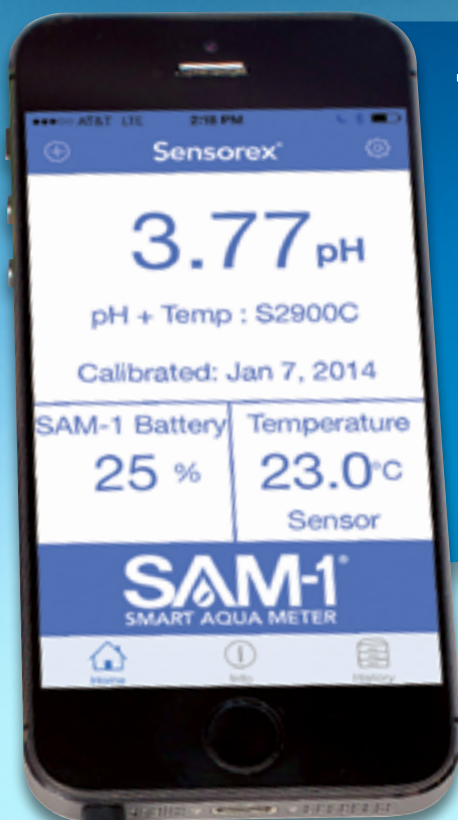 AT&T LTE 2:18 PM
Sensorex
3.77 pH
pH + Temp : S2900C
Calibrated: Jan 7, 2014
SAM-1 Battery
25 %
Temperature
23.0°C
Sensor
SAM-1®
SMART AQUA METER
Home Info History